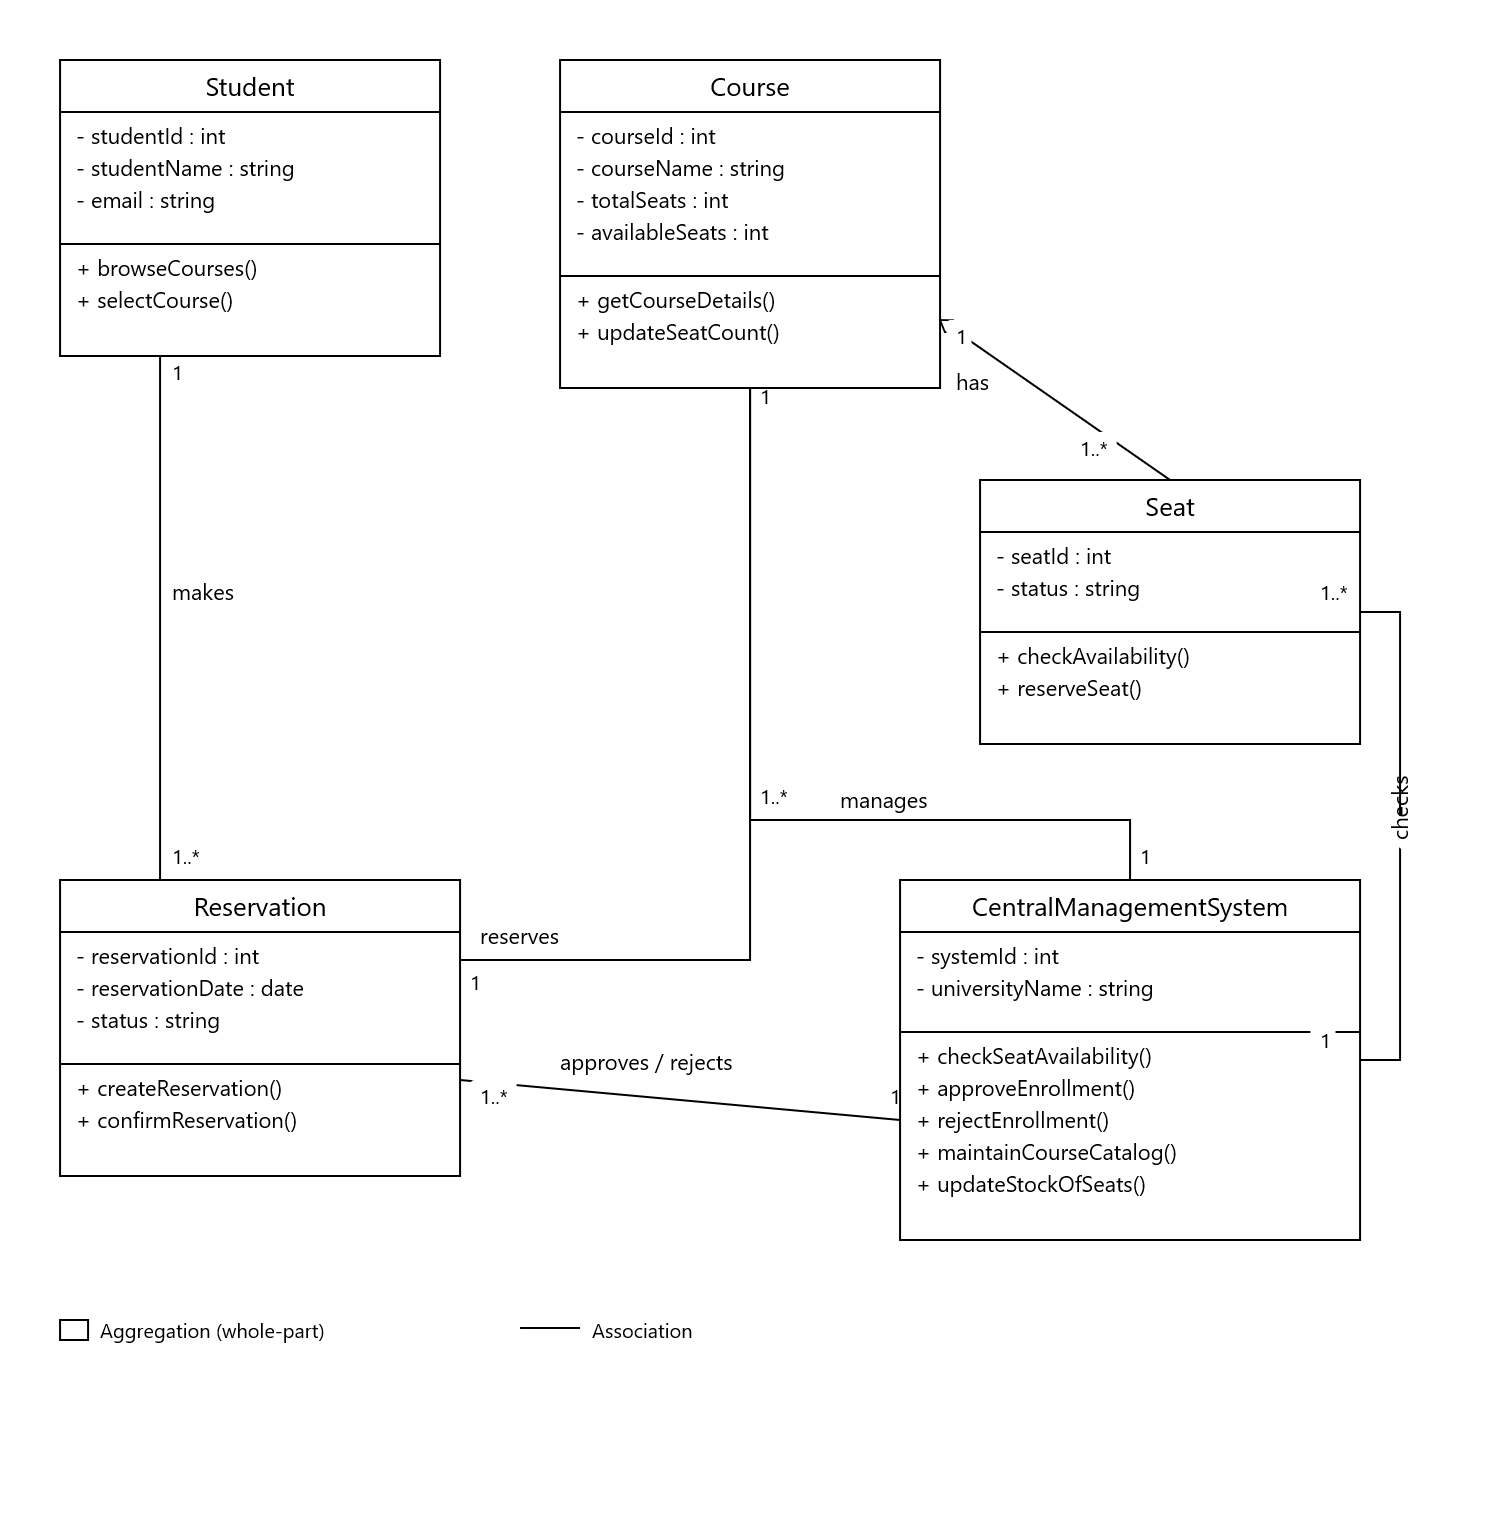 Student
- studentId : int
- studentName : string
- email : string
+ browseCourses()
+ selectCourse()
Course
- courseId : int
- courseName : string
- totalSeats : int
- availableSeats : int
+ getCourseDetails()
+ updateSeatCount()
1
has
1..*
1
1
makes
1..*
Seat
- seatId : int
- status : string
1..*
+ checkAvailability()
+ reserveSeat()
checks
1..*
manages
1
Reservation
- reservationId : int
- reservationDate : date
- status : string
+ createReservation()
+ confirmReservation()
reserves
1
approves / rejects
1..*
1
CentralManagementSystem
- systemId : int
- universityName : string
1
+ checkSeatAvailability()
+ approveEnrollment()
+ rejectEnrollment()
+ maintainCourseCatalog()
+ updateStockOfSeats()
Aggregation (whole-part)
Association